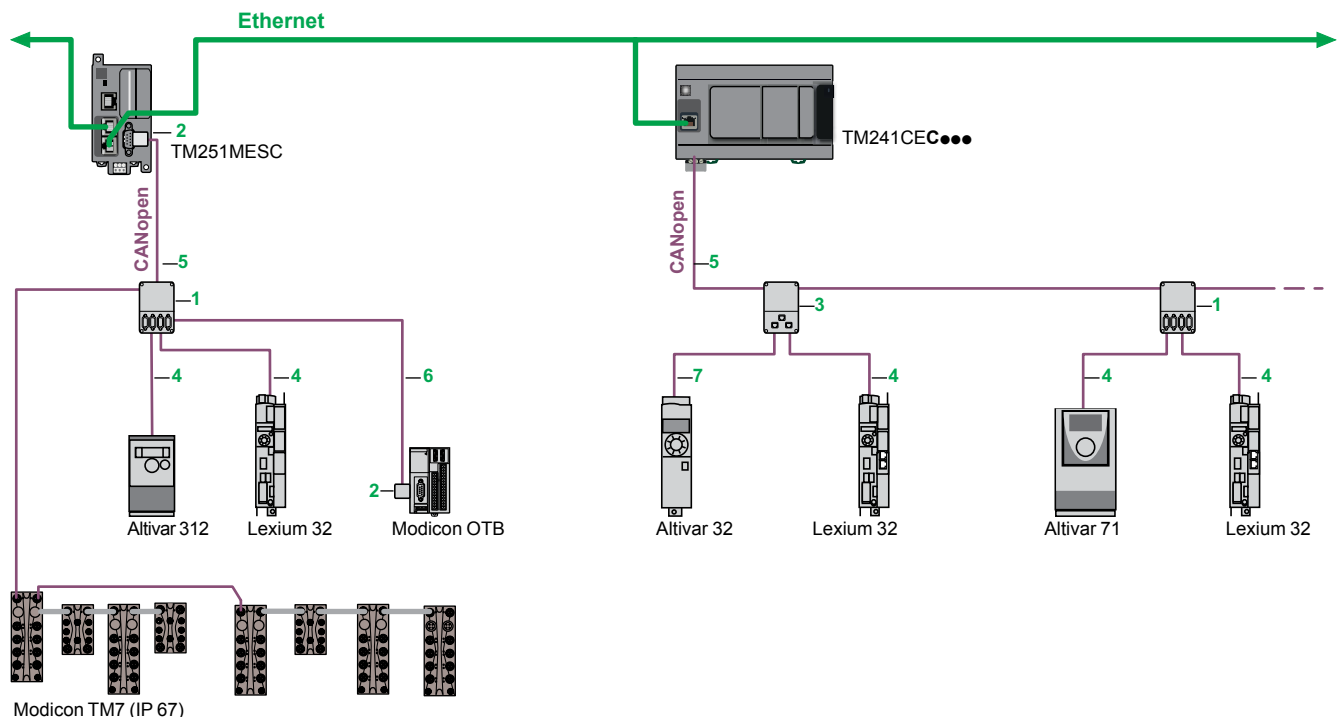 Ethernet
2
TM251MESC
TM241CEC●●●
CANopen
5
CANopen
5
1
3
1
4
4
6
7
4
4
4
2
Altivar 312
Lexium 32
Modicon OTB
Altivar 32
Lexium 32
Altivar 71
Lexium 32
Modicon TM7 (IP 67)